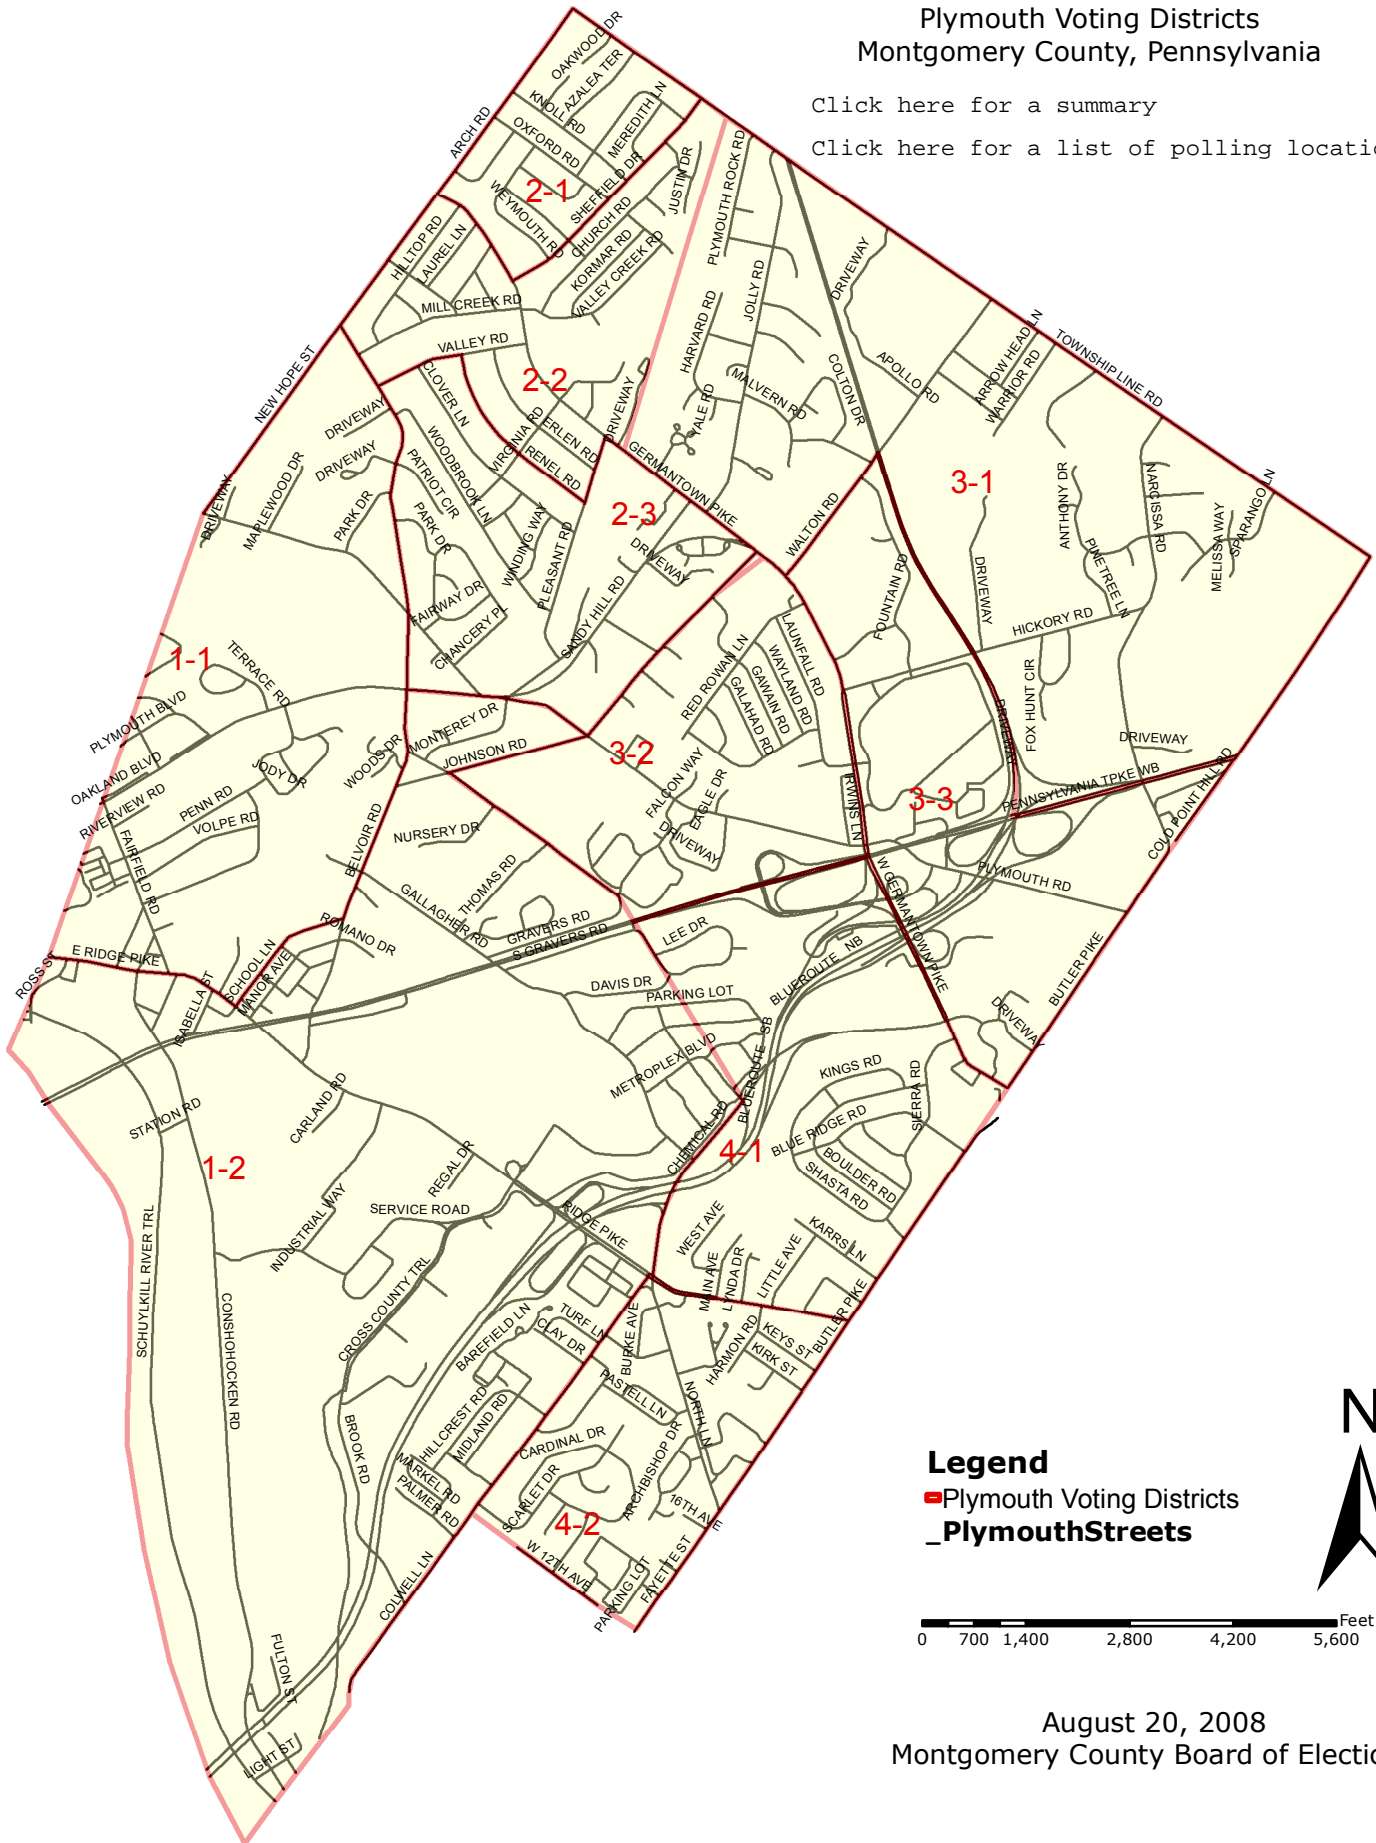 Plymouth Voting Districts
Montgomery County, Pennsylvania
Click here for a summary
Click here for a list of polling locatio
OAKWOOD DR
AZALEA TER
KNOLL RD
MEREDITH LN
OXFORD RD
ARCH RD
SHEFFIELD DR
JUSTIN DR
PLYMOUTH ROCK RD
2-1
WEYMOUTH RD
CHURCH RD
HILLTOP RD
LAUREL LN
KORMAR RD
VALLEY CREEK RD
MILL CREEK RD
JOLLY RD
DRIVEWAY
HARVARD RD
VALLEY RD
NEW HOPE ST
CLOVER LN
2-2
DRIVEWAY
YALE RD
MALVERN RD
COLTON DR
APOLLO RD
ARROW HEAD LN
WARRIOR RD
TOWNSHIP LINE RD
DRIVEWAY
DRIVEWAY
WOODBROOK LN
VIRGINIA RD
ERLEN RD
RENEL RD
GERMANTOWN PIKE
PATRIOT CIR
DRIVEWAY
MAPLEWOOD DR
PARK DR
PARK DR
WINDING WAY
PLEASANT RD
2-3
DRIVEWAY
WALTON RD
3-1
ANTHONY DR
NARCISSA RD
PINETREE LN
MELISSA WAY
SPARANGO LN
FOUNTAIN RD
DRIVEWAY
HICKORY RD
FAIRWAY DR
CHANCERY PL
SANDY HILL RD
1-1
TERRACE RD
LAUNFALL RD
WAYLAND RD
GAWAIN RD
GALAHAD RD
RED ROWAN LN
PLYMOUTH BLVD
MONTEREY DR
JOHNSON RD
WOODS DR
3-2
FOX HUNT CIR
DRIVEWAY
DRIVEWAY
OAKLAND BLVD
RIVERVIEW RD
PENN RD
JODY DR
VOLPE RD
FALCON WAY
EAGLE DR
DRIVEWAY
IRWINS LN
3-3
PENNSYLVANIA TPKE WB
COLD POINT HILL RD
FAIRFIELD RD
BELVOIR RD
NURSERY DR
THOMAS RD
GALLAGHER RD
GRAVERS RD
S GRAVERS RD
PLYMOUTH RD
W GERMANTOWN PIKE
ROMANO DR
LEE DR
E RIDGE PIKE
ROSS ST
SCHOOL LN
MANOR AVE
ISABELLA ST
DAVIS DR
PARKING LOT
BLUEROUTE NB
BUTLER PIKE
DRIVEWAY
BLUEROUTE SB
METROPLEX BLVD
KINGS RD
SIERRA RD
BLUE RIDGE RD
BOULDER RD
SHASTA RD
STATION RD
CARLAND RD
CHEMICAL RD
4-1
1-2
REGAL DR
SERVICE ROAD
RIDGE PIKE
INDUSTRIAL WAY
WEST AVE
KARRS LN
LITTLE AVE
MAIN AVE
LYNDA DR
SCHUYLKILL RIVER TRL
CONSHOHOCKEN RD
CROSS COUNTY TRL
BAREFIELD LN
TURF LN
CLAY DR
BURKE AVE
HARMON RD
KEYS ST
KIRK ST
BUTLER PIKE
PASTELL LN
NORTH LN
HILLCREST RD
MIDLAND RD
BROOK RD
CARDINAL DR
ARCHBISHOP DR
MARKEL RD
PALMER RD
SCARLET DR
16TH AVE
4-2
W 12TH AVE
PARKING LOT
FAYETTE ST
COLWELL LN
FULTON ST
LIGHT ST
N
Legend
Plymouth Voting Districts
_PlymouthStreets
Feet
0 700 1,400 2,800 4,200 5,600
August 20, 2008
Montgomery County Board of Electio